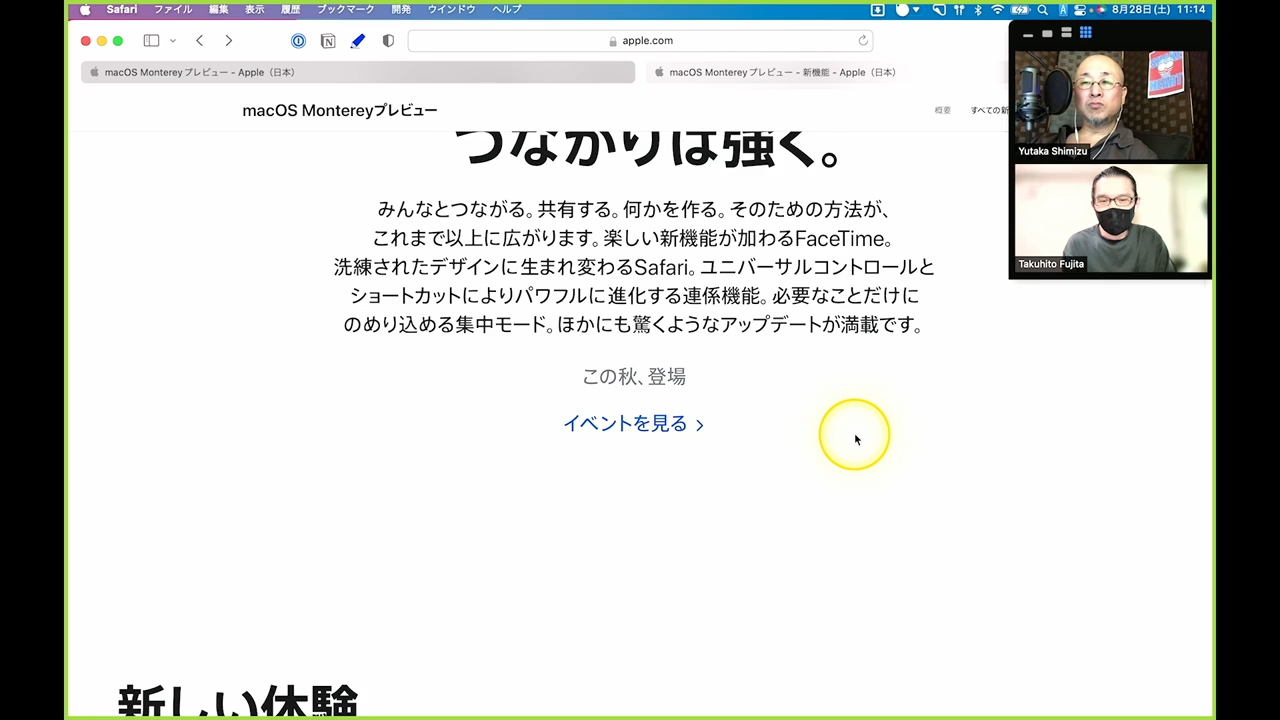 Safari ファイル 編集 表示 履歴 ブックマーク 開発 ウインドウ ヘルプ
8月28日(土) 11:14
apple.com
macOS Montereyプレビュー - Apple（日本）
macOS Montereyプレビュー - 新機能 - Apple（日本）
macOS Montereyプレビュー
概要 すべての新
つながりは強く。
みんなとつながる。共有する。何かを作る。そのための方法が、
これまで以上に広がります。楽しい新機能が加わるFaceTime。
洗練されたデザインに生まれ変わるSafari。ユニバーサルコントロールと
ショートカットによりパワフルに進化する連係機能。必要なことだけに
のめり込める集中モード。ほかにも驚くようなアップデートが満載です。
この秋、登場
イベントを見る
新しい体験
Yutaka Shimizu
Takuhito Fujita